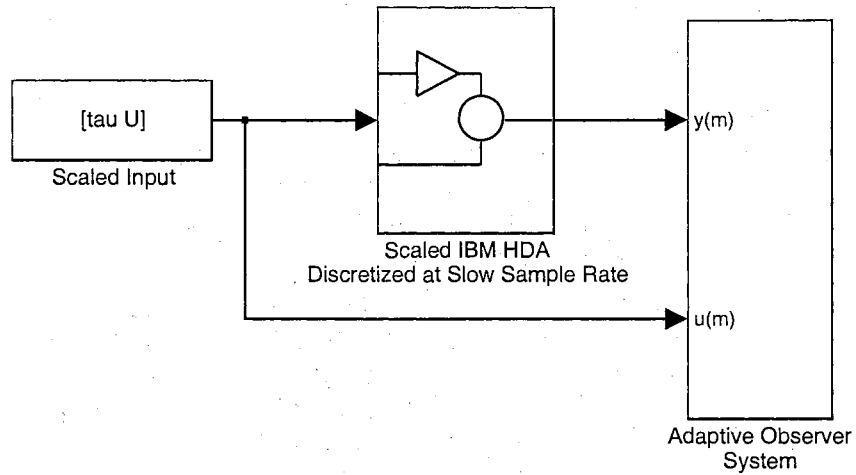 [tau U]
Scaled Input
Scaled IBM HDA
Discretized at Slow Sample Rate
y(m)
u(m)
Adaptive Observer
System